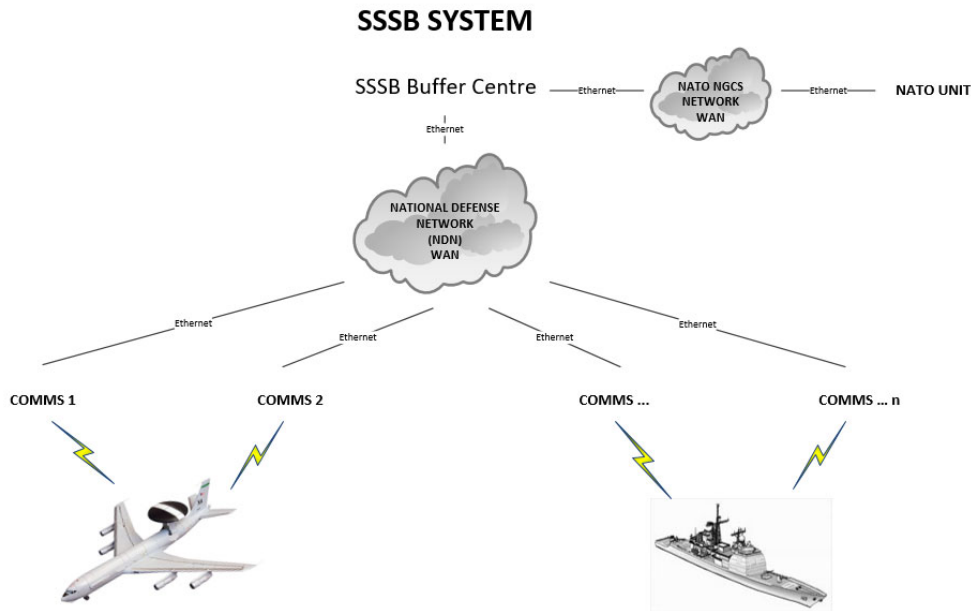 SSSB SYSTEM
SSSB Buffer Centre
Ethernet
NATO NGCS
NETWORK
WAN
Ethernet
NATO UNIT
Ethernet
NATIONAL DEFENSE
NETWORK
(NDN)
WAN
Ethernet
Ethernet
Ethernet
Ethernet
COMMS 1
COMMS 2
COMMS ...
COMMS ... n